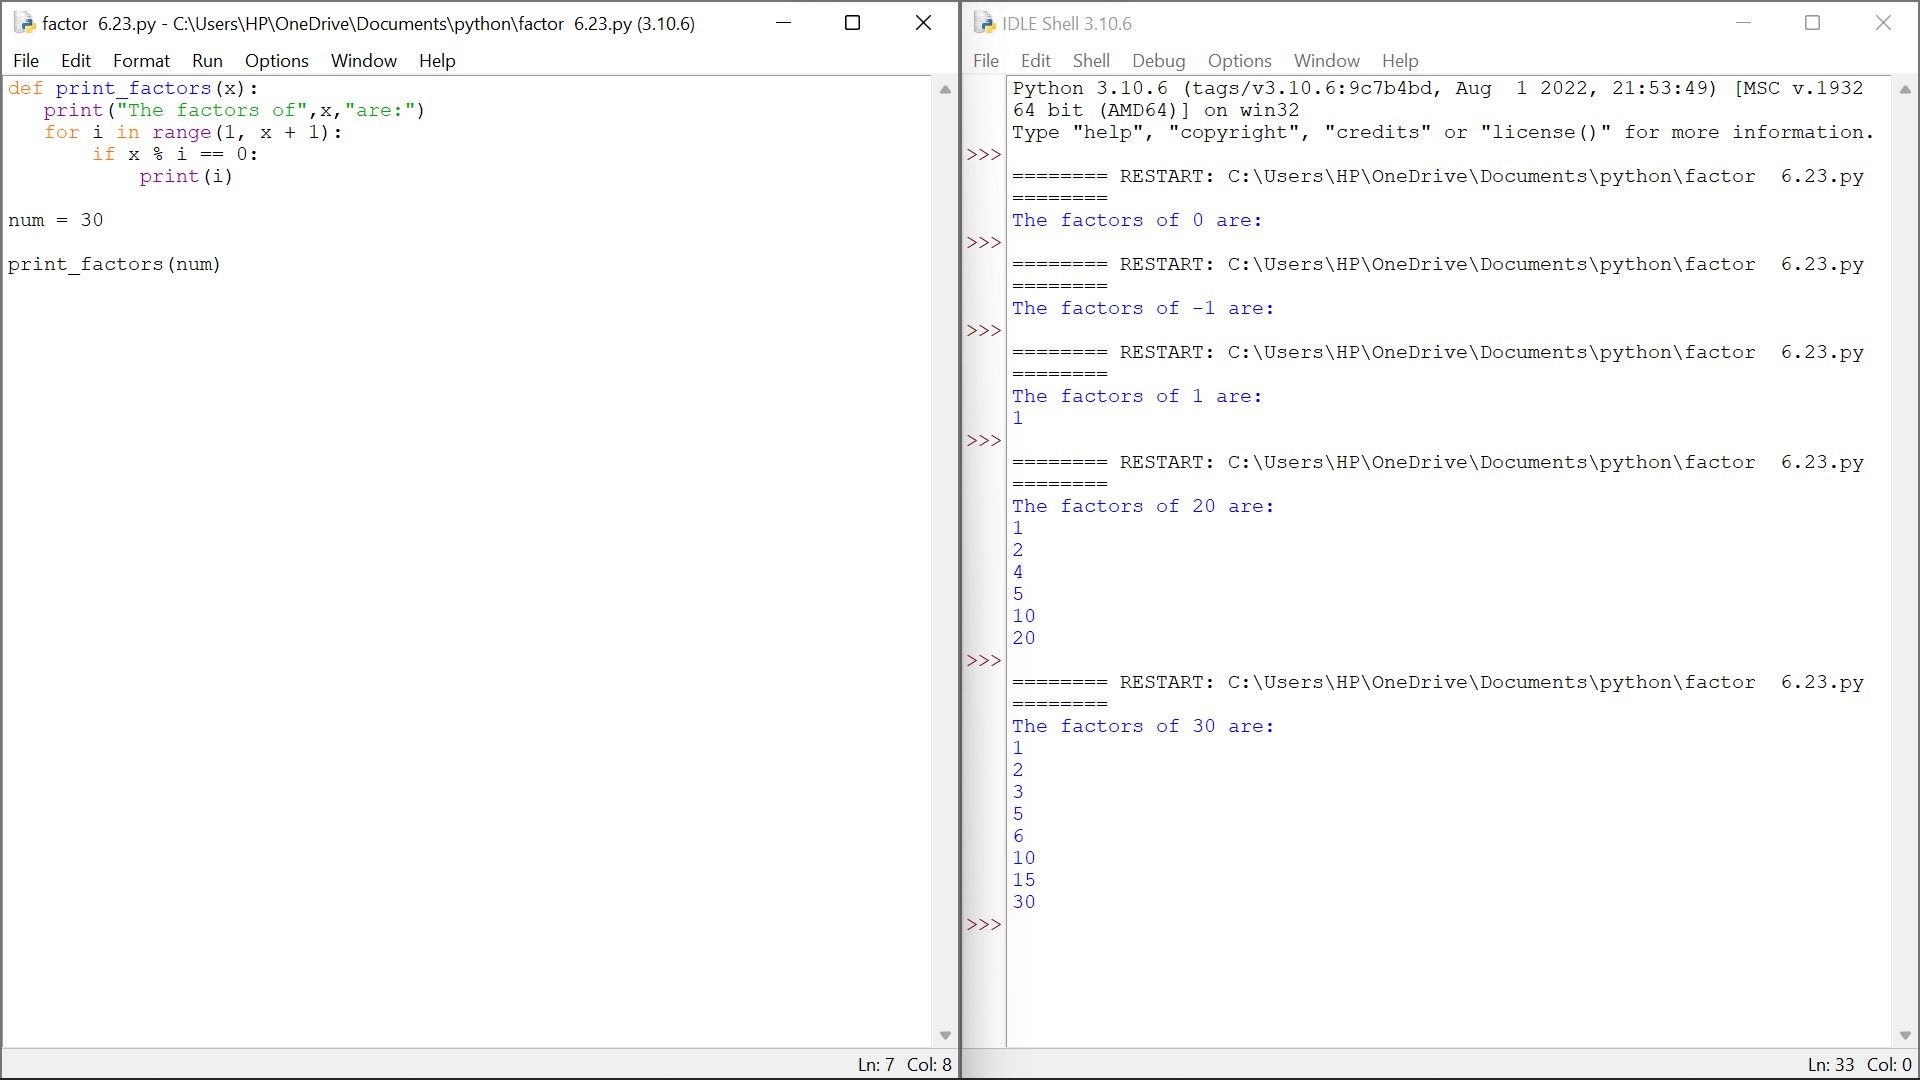 factor  6.23.py - C:\Users\HP\OneDrive\Documents\python\factor  6.23.py (3.10.6)
File Edit Format Run Options Window Help
def print_factors(x):
   print("The factors of",x,"are:")
   for i in range(1, x + 1):
       if x % i == 0:
           print(i)
num = 30
print_factors(num)
Ln: 7 Col: 8
IDLE Shell 3.10.6
File Edit Shell Debug Options Window Help
Python 3.10.6 (tags/v3.10.6:9c7b4bd, Aug  1 2022, 21:53:49) [MSC v.1932
64 bit (AMD64)] on win32
Type "help", "copyright", "credits" or "license()" for more information.
>>>
======== RESTART: C:\Users\HP\OneDrive\Documents\python\factor  6.23.py
========
The factors of 0 are:
>>>
======== RESTART: C:\Users\HP\OneDrive\Documents\python\factor  6.23.py
========
The factors of -1 are:
>>>
======== RESTART: C:\Users\HP\OneDrive\Documents\python\factor  6.23.py
========
The factors of 1 are:
1
>>>
======== RESTART: C:\Users\HP\OneDrive\Documents\python\factor  6.23.py
========
The factors of 20 are:
1
2
4
5
10
20
>>>
======== RESTART: C:\Users\HP\OneDrive\Documents\python\factor  6.23.py
========
The factors of 30 are:
1
2
3
5
6
10
15
30
>>>
Ln: 33 Col: 0